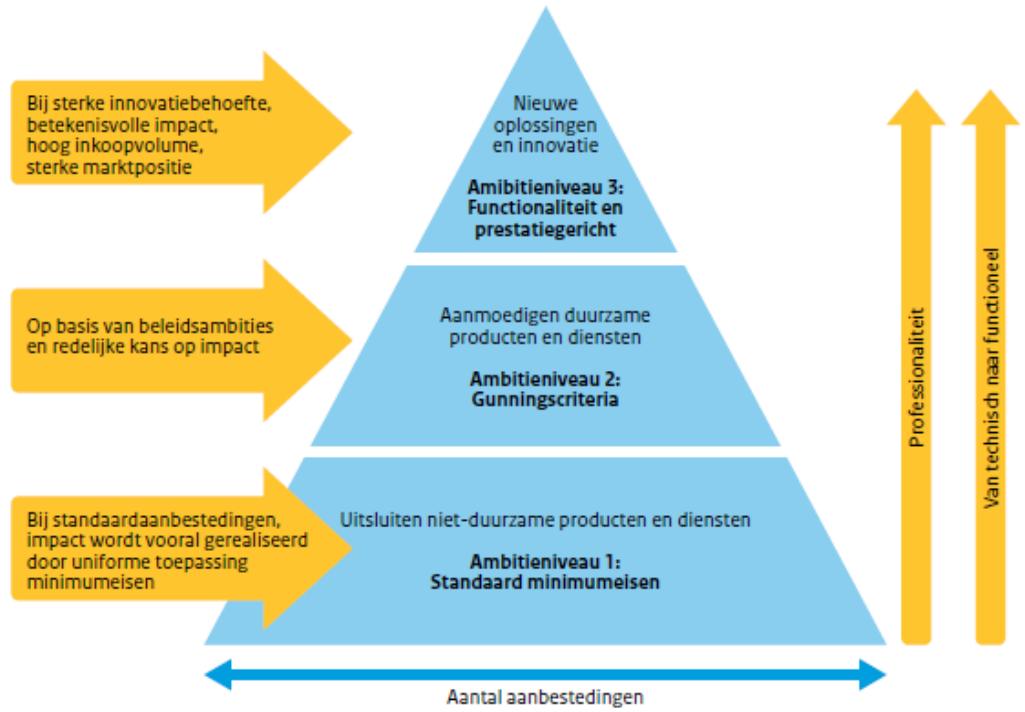 Bij sterke innovatiebehoefte,
betekenisvolle impact,
hoog inkoopvolume,
sterke marktpositie
Nieuwe
oplossingen
en innovatie
Amibitieniveau 3:
Functionaliteit en
prestatiegericht
Op basis van beleidsambities
en redelijke kans op impact
Aanmoedigen duurzame
producten en diensten
Ambitieniveau 2:
Gunningscriteria
Bij standaardaanbestedingen,
impact wordt vooral gerealiseerd
door uniforme toepassing
minimumeisen
Uitsluiten niet-duurzame producten en diensten
Ambitieniveau 1:
Standaard minimumeisen
Professionaliteit
Van technisch naar functioneel
Aantal aanbestedingen